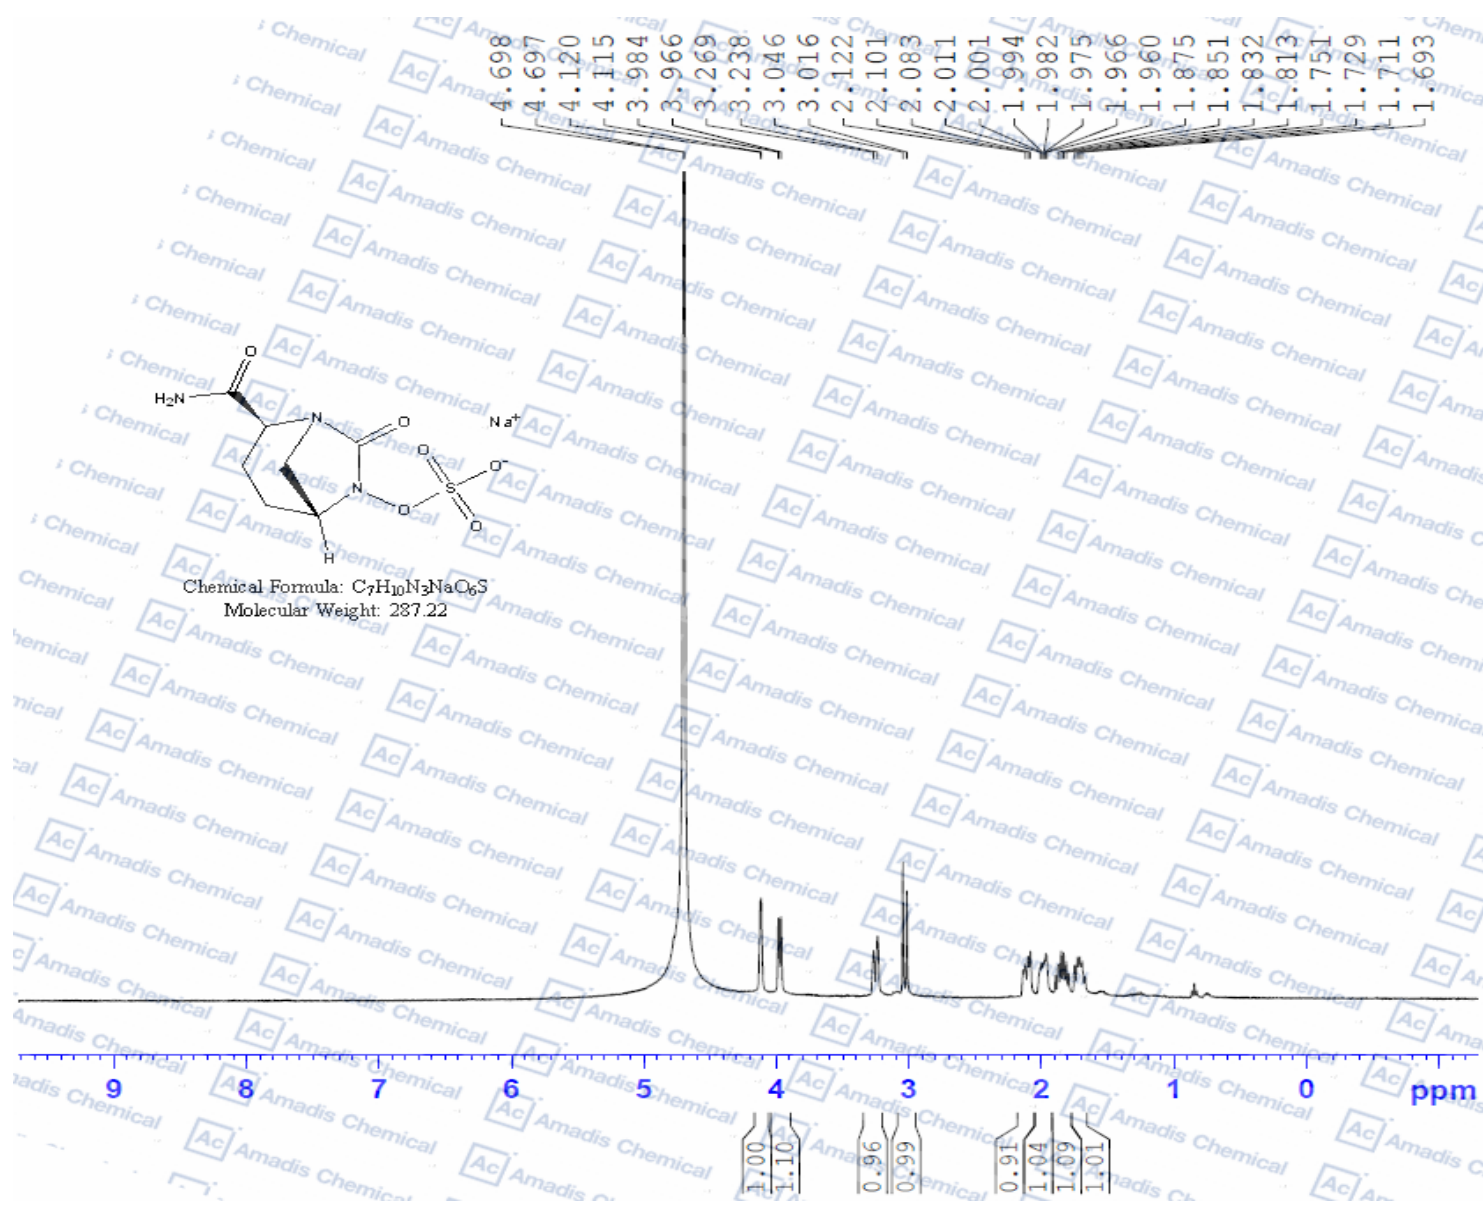 4.698
4.697
4.120
4.115
3.984
3.966
3.269
3.238
3.046
3.016
2.122
2.101
2.083
2.011
2.001
1.994
1.982
1.975
1.966
1.960
1.875
1.851
1.832
1.813
1.751
1.729
1.711
1.693
O
H₂N
N
O
Na⁺
O
O⁻
N
S
O
O
H
Chemical Formula: C₇H₁₀N₃NaO₆S
Molecular Weight: 287.22
9 8 7 6 5 4 3 2 1 0 ppm
1.00
1.10
0.96
0.99
0.91
1.04
1.09
1.01
Ac Amadis Chemical